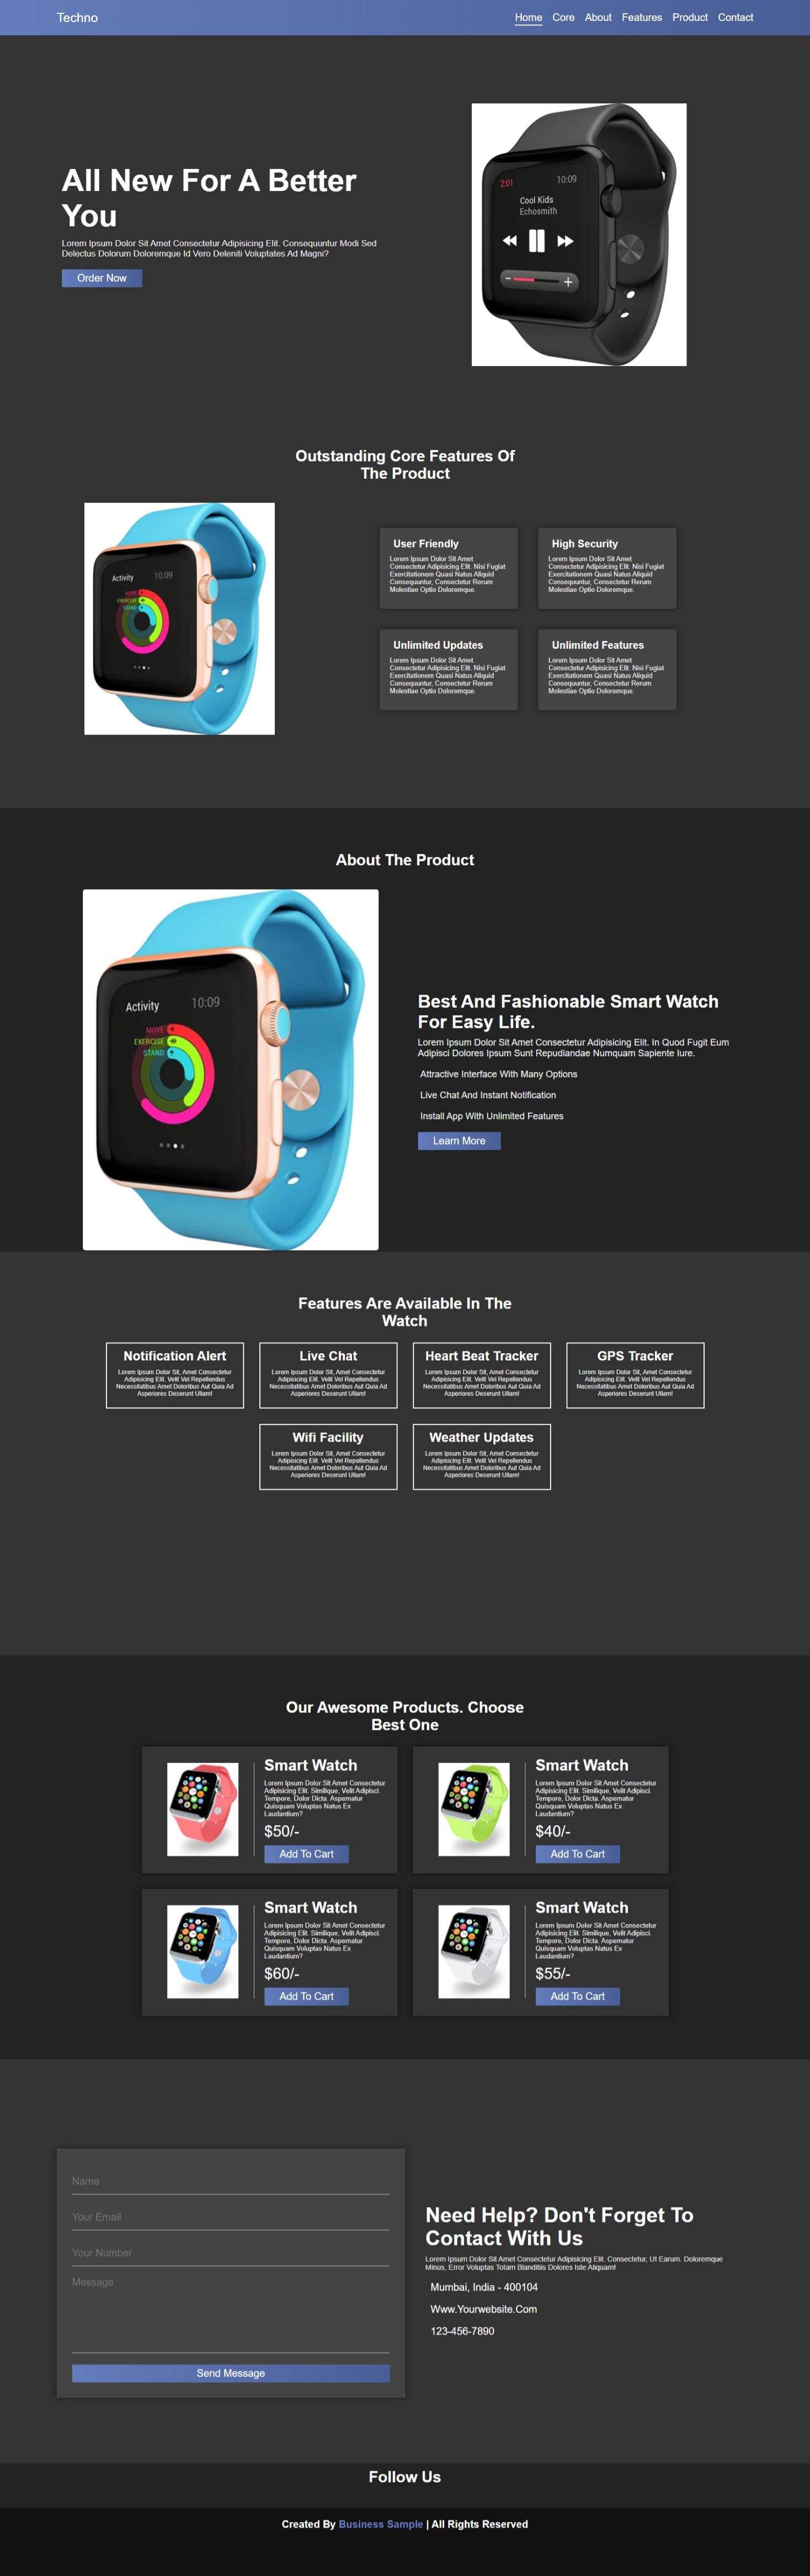 Techno
Home Core About Features Product Contact
All New For A Better
You
Lorem Ipsum Dolor Sit Amet Consectetur Adipisicing Elit. Consequuntur Modi Sed
Delectus Dolorum Doloremque Id Vero Deleniti Voluptates Ad Magni?
Order Now
2:01 10:09
Cool Kids
Echosmith
Outstanding Core Features Of
The Product
Activity 10:09
MOVE
EXERCISE
STAND
User Friendly
Lorem Ipsum Dolor Sit Amet
Consectetur Adipisicing Elit. Nisi Fugiat
Exercitationem Quasi Natus Aliquid
Consequuntur, Consectetur Rerum
Molestiae Optio Doloremque.
High Security
Lorem Ipsum Dolor Sit Amet
Consectetur Adipisicing Elit. Nisi Fugiat
Exercitationem Quasi Natus Aliquid
Consequuntur, Consectetur Rerum
Molestiae Optio Doloremque.
Unlimited Updates
Lorem Ipsum Dolor Sit Amet
Consectetur Adipisicing Elit. Nisi Fugiat
Exercitationem Quasi Natus Aliquid
Consequuntur, Consectetur Rerum
Molestiae Optio Doloremque.
Unlimited Features
Lorem Ipsum Dolor Sit Amet
Consectetur Adipisicing Elit. Nisi Fugiat
Exercitationem Quasi Natus Aliquid
Consequuntur, Consectetur Rerum
Molestiae Optio Doloremque.
About The Product
Activity 10:09
MOVE
EXERCISE
STAND
Best And Fashionable Smart Watch
For Easy Life.
Lorem Ipsum Dolor Sit Amet Consectetur Adipisicing Elit. In Quod Fugit Eum
Adipisci Dolores Ipsum Sunt Repudiandae Numquam Sapiente Iure.
Attractive Interface With Many Options
Live Chat And Instant Notification
Install App With Unlimited Features
Learn More
Features Are Available In The
Watch
Notification Alert
Lorem Ipsum Dolor Sit, Amet Consectetur
Adipisicing Elit. Velit Vel Repellendus
Necessitatibus Amet Doloribus Aut Quia Ad
Asperiores Deserunt Ullam!
Live Chat
Lorem Ipsum Dolor Sit, Amet Consectetur
Adipisicing Elit. Velit Vel Repellendus
Necessitatibus Amet Doloribus Aut Quia Ad
Asperiores Deserunt Ullam!
Heart Beat Tracker
Lorem Ipsum Dolor Sit, Amet Consectetur
Adipisicing Elit. Velit Vel Repellendus
Necessitatibus Amet Doloribus Aut Quia Ad
Asperiores Deserunt Ullam!
GPS Tracker
Lorem Ipsum Dolor Sit, Amet Consectetur
Adipisicing Elit. Velit Vel Repellendus
Necessitatibus Amet Doloribus Aut Quia Ad
Asperiores Deserunt Ullam!
Wifi Facility
Lorem Ipsum Dolor Sit, Amet Consectetur
Adipisicing Elit. Velit Vel Repellendus
Necessitatibus Amet Doloribus Aut Quia Ad
Asperiores Deserunt Ullam!
Weather Updates
Lorem Ipsum Dolor Sit, Amet Consectetur
Adipisicing Elit. Velit Vel Repellendus
Necessitatibus Amet Doloribus Aut Quia Ad
Asperiores Deserunt Ullam!
Our Awesome Products. Choose
Best One
Smart Watch
Lorem Ipsum Dolor Sit Amet Consectetur
Adipisicing Elit. Similique, Velit Adipisci.
Tempore, Dolor Dicta. Aspernatur
Quisquam Voluptas Natus Ex
Laudantium?
$50/-
Add To Cart
Smart Watch
Lorem Ipsum Dolor Sit Amet Consectetur
Adipisicing Elit. Similique, Velit Adipisci.
Tempore, Dolor Dicta. Aspernatur
Quisquam Voluptas Natus Ex
Laudantium?
$40/-
Add To Cart
Smart Watch
Lorem Ipsum Dolor Sit Amet Consectetur
Adipisicing Elit. Similique, Velit Adipisci.
Tempore, Dolor Dicta. Aspernatur
Quisquam Voluptas Natus Ex
Laudantium?
$60/-
Add To Cart
Smart Watch
Lorem Ipsum Dolor Sit Amet Consectetur
Adipisicing Elit. Similique, Velit Adipisci.
Tempore, Dolor Dicta. Aspernatur
Quisquam Voluptas Natus Ex
Laudantium?
$55/-
Add To Cart
Name
Your Email
Your Number
Message
Send Message
Need Help? Don't Forget To
Contact With Us
Lorem Ipsum Dolor Sit Amet Consectetur Adipisicing Elit. Consectetur, Ut Earum. Doloremque
Minus, Error Voluptas Totam Blanditiis Dolores Iste Aliquam!
Mumbai, India - 400104
Www.Yourwebsite.Com
123-456-7890
Follow Us
Created By Business Sample | All Rights Reserved